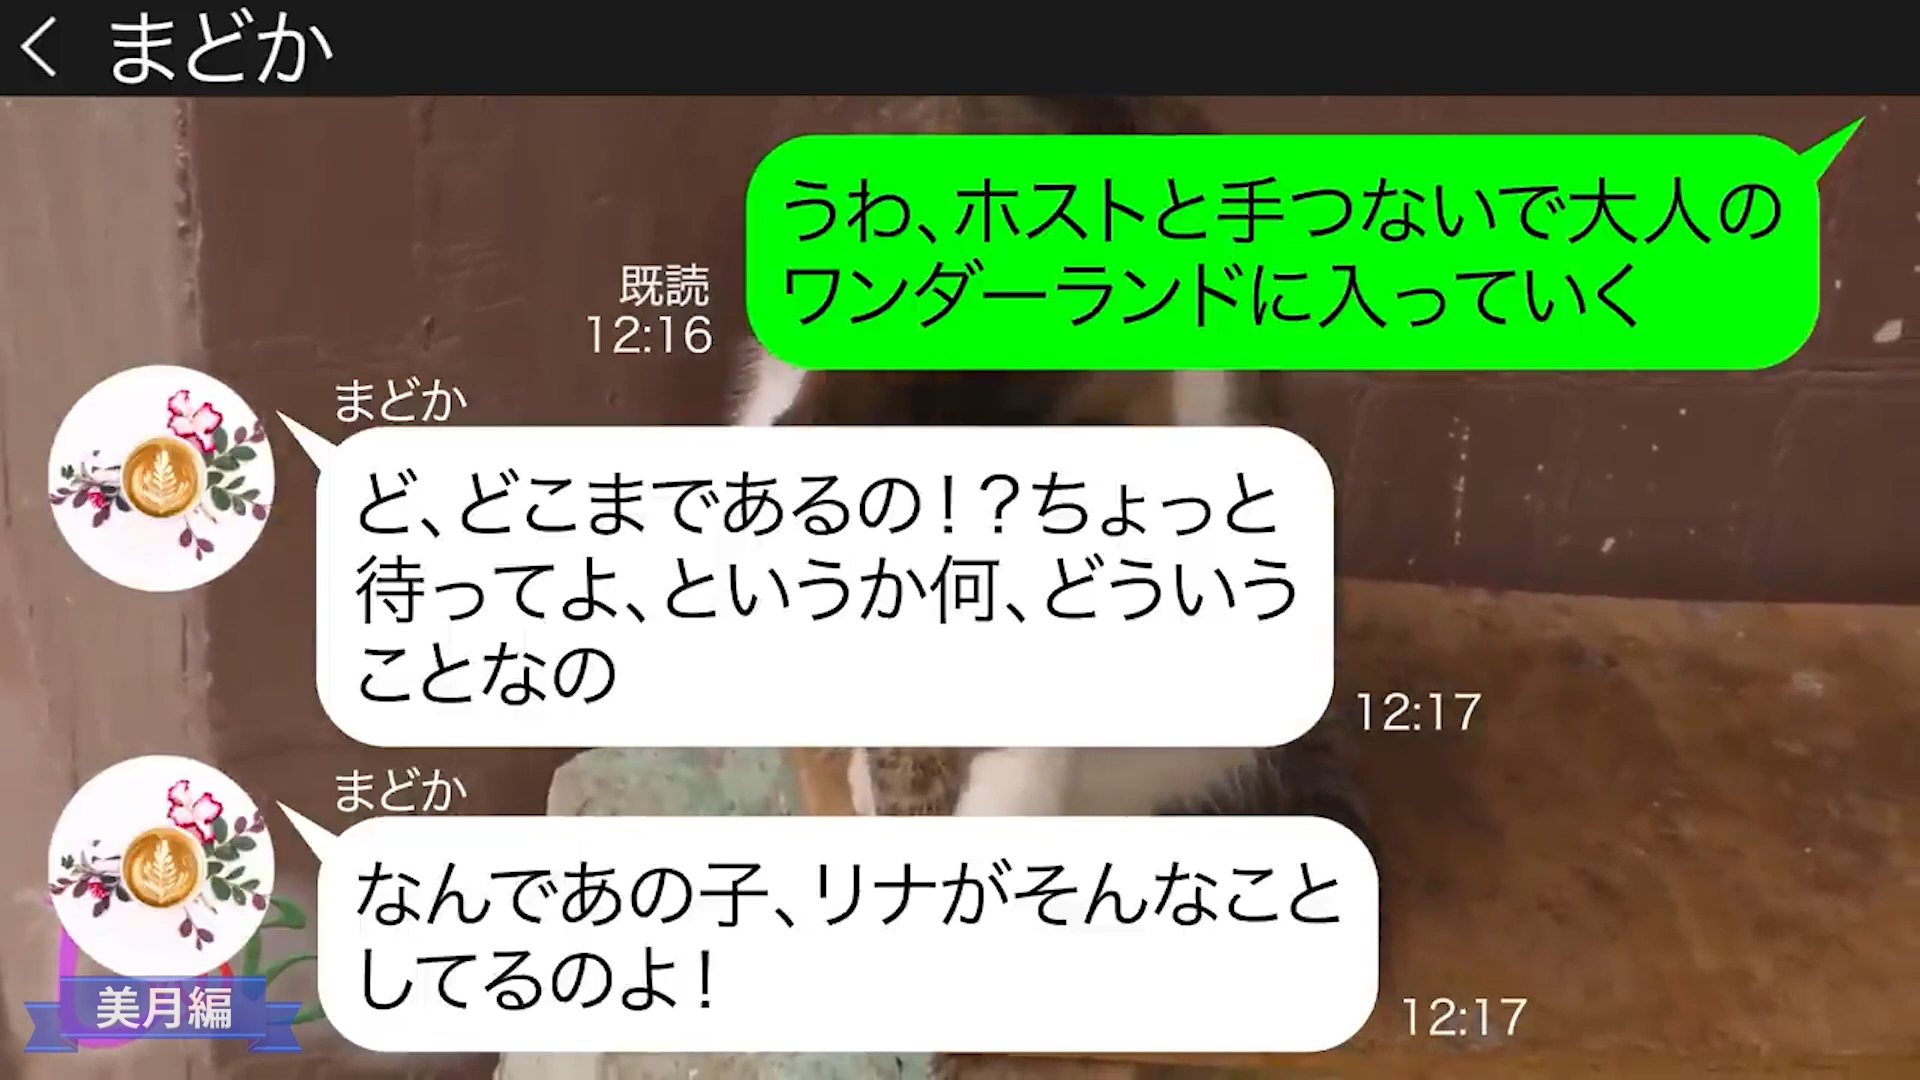 まどか
うわ、ホストと手つないで大人の
ワンダーランドに入っていく
既読
12:16
まどか
ど、どこまであるの！？ちょっと
待ってよ、というか何、どういう
ことなの
12:17
まどか
なんであの子、リナがそんなこと
してるのよ！
12:17
美月編